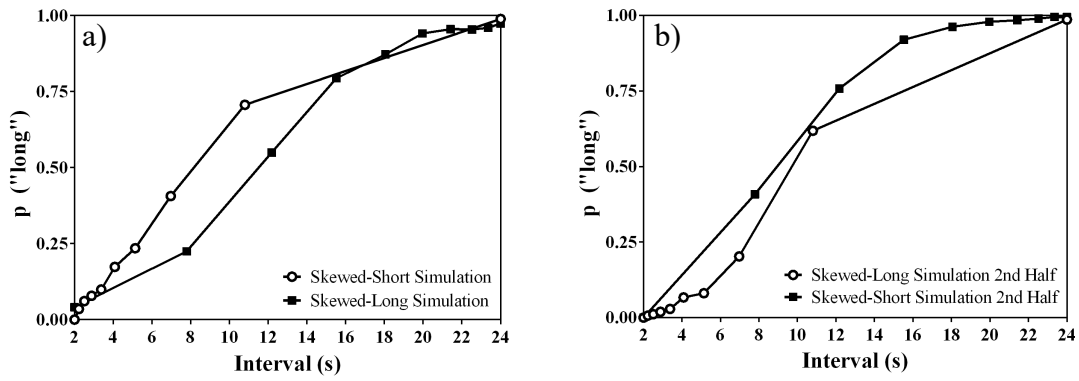 a)
1.00
0.75
0.50
0.25
0.00
p ("long")
2 4 6 8 10 12 14 16 18 20 22 24
Interval (s)
Skewed-Short Simulation
Skewed-Long Simulation
b)
1.00
0.75
0.50
0.25
0.00
p ("long")
2 4 6 8 10 12 14 16 18 20 22 24
Interval (s)
Skewed-Long Simulation 2nd Half
Skewed-Short Simulation 2nd Half